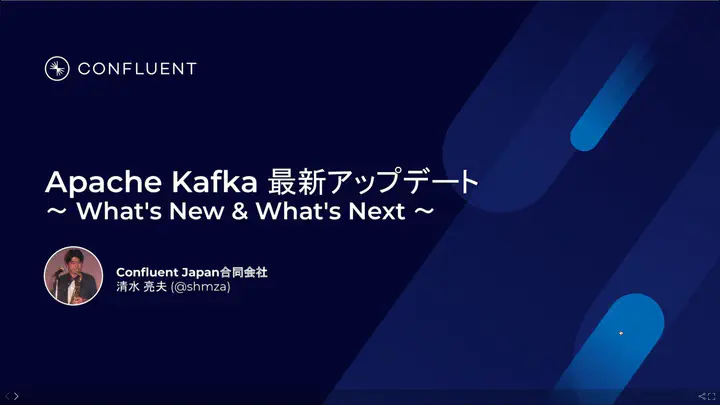 CONFLUENT
Apache Kafka 最新アップデート
〜 What's New & What's Next 〜
Confluent Japan合同会社
清水 亮夫 (@shmza)